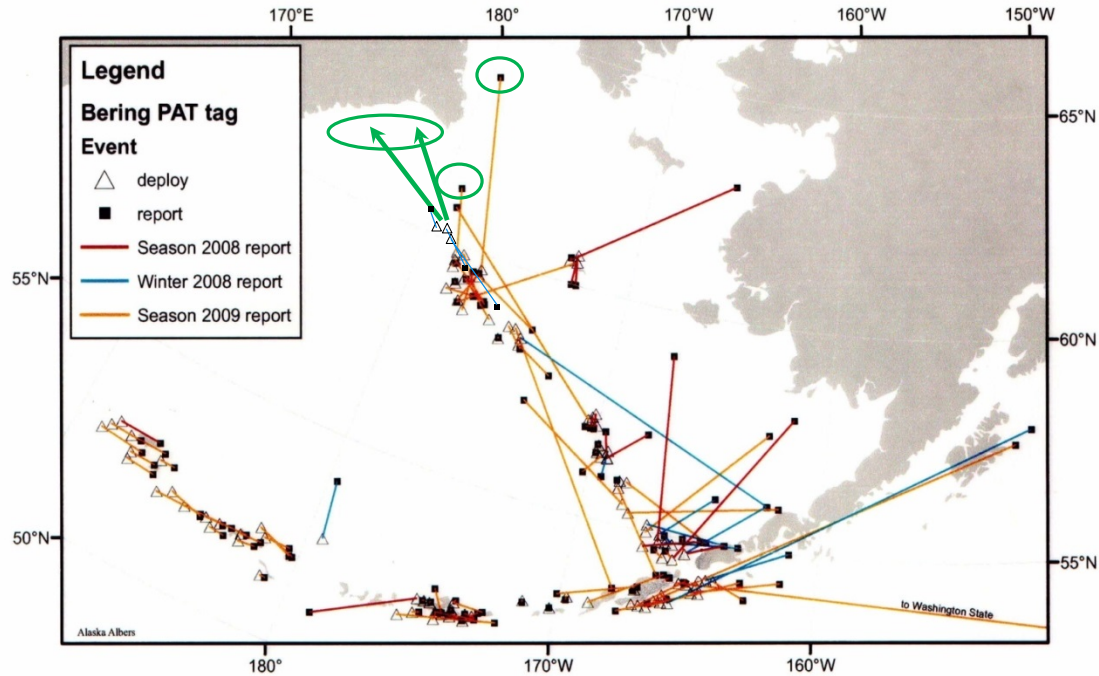 170°E 180° 170°W 160°W 150°W
Legend
Bering PAT tag
Event
deploy
report
Season 2008 report
Winter 2008 report
Season 2009 report
65°N
55°N
60°N
50°N
55°N
to Washington State
Alaska Albers
180° 170°W 160°W